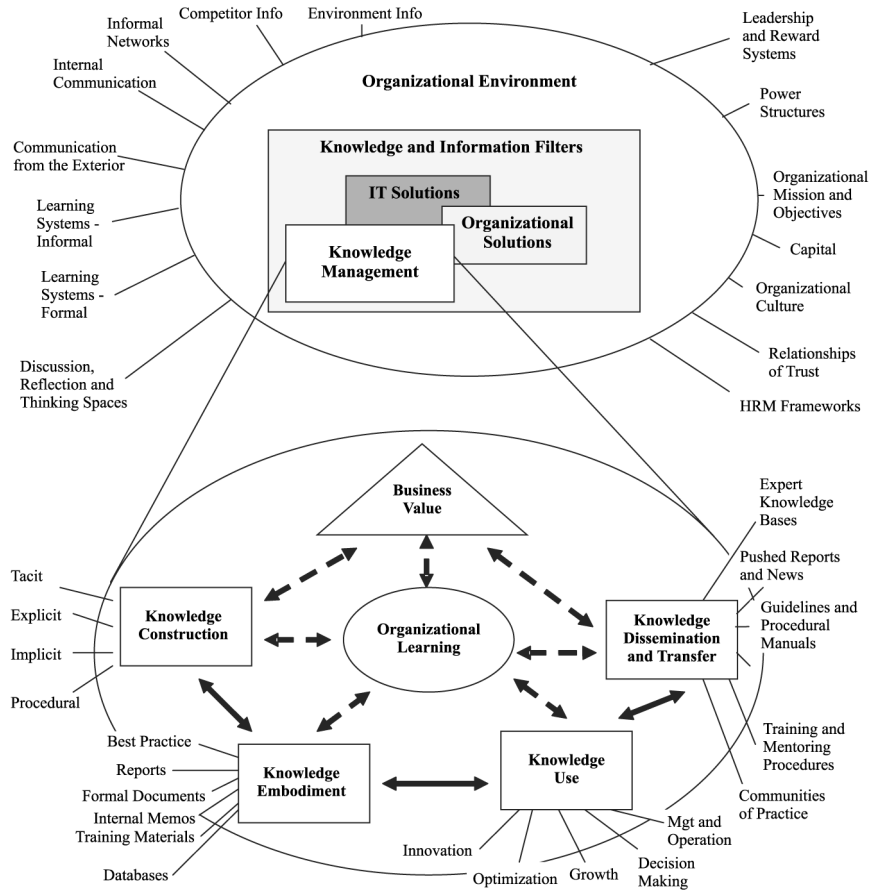 Competitor Info
Environment Info
Informal
Networks
Internal
Communication
Communication
from the Exterior
Learning
Systems -
Informal
Learning
Systems -
Formal
Discussion,
Reflection and
Thinking Spaces
Organizational Environment
Knowledge and Information Filters
IT Solutions
Organizational
Solutions
Knowledge
Management
Leadership
and Reward
Systems
Power
Structures
Organizational
Mission and
Objectives
Capital
Organizational
Culture
Relationships
of Trust
HRM Frameworks
Business
Value
Tacit
Explicit
Implicit
Procedural
Knowledge
Construction
Organizational
Learning
Knowledge
Dissemination
and Transfer
Expert
Knowledge
Bases
Pushed Reports
and News
Guidelines and
Procedural
Manuals
Training and
Mentoring
Procedures
Communities
of Practice
Best Practice
Reports
Formal Documents
Internal Memos
Training Materials
Databases
Knowledge
Embodiment
Knowledge
Use
Innovation
Optimization
Growth
Decision
Making
Mgt and
Operation